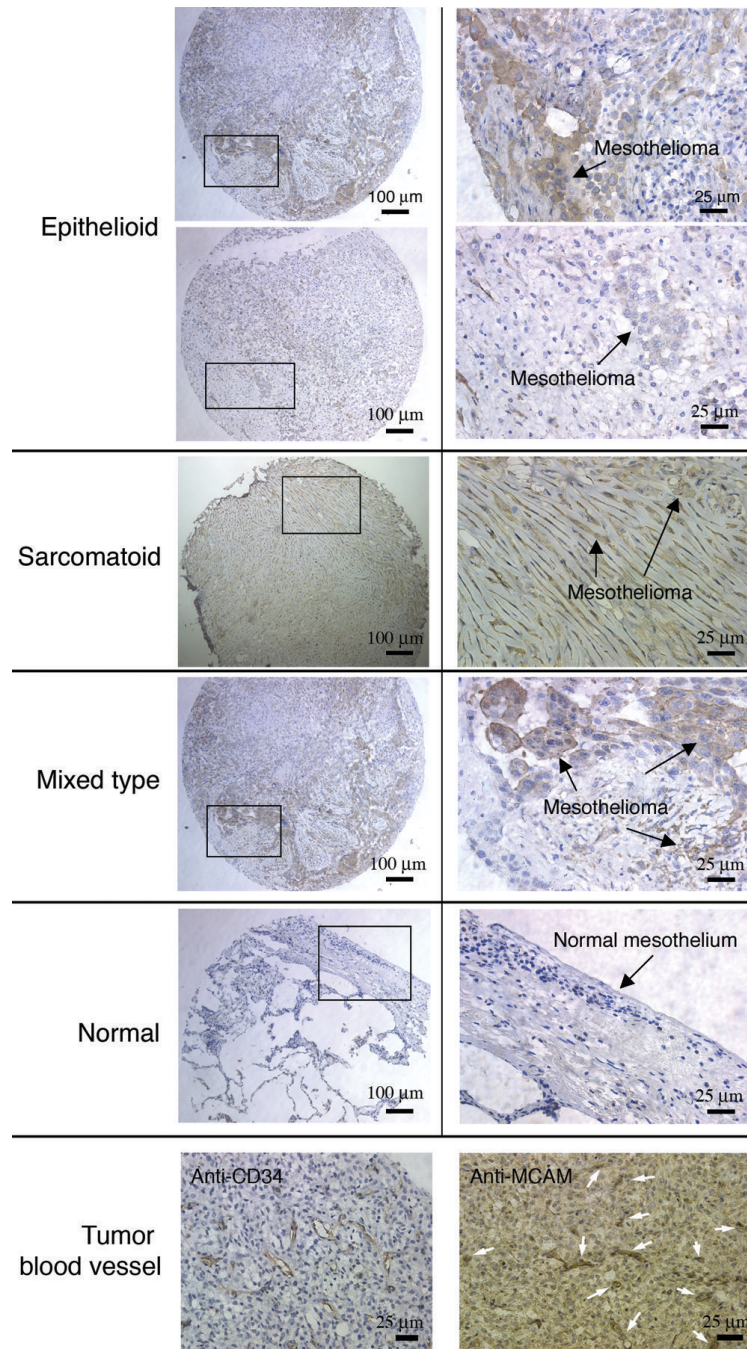 Epithelioid
100 μm
Mesothelioma
25 μm
100 μm
Mesothelioma
25 μm
Sarcomatoid
100 μm
Mesothelioma
25 μm
Mixed type
100 μm
Mesothelioma
25 μm
Normal
100 μm
Normal mesothelium
25 μm
Tumor
blood vessel
Anti-CD34
25 μm
Anti-MCAM
25 μm